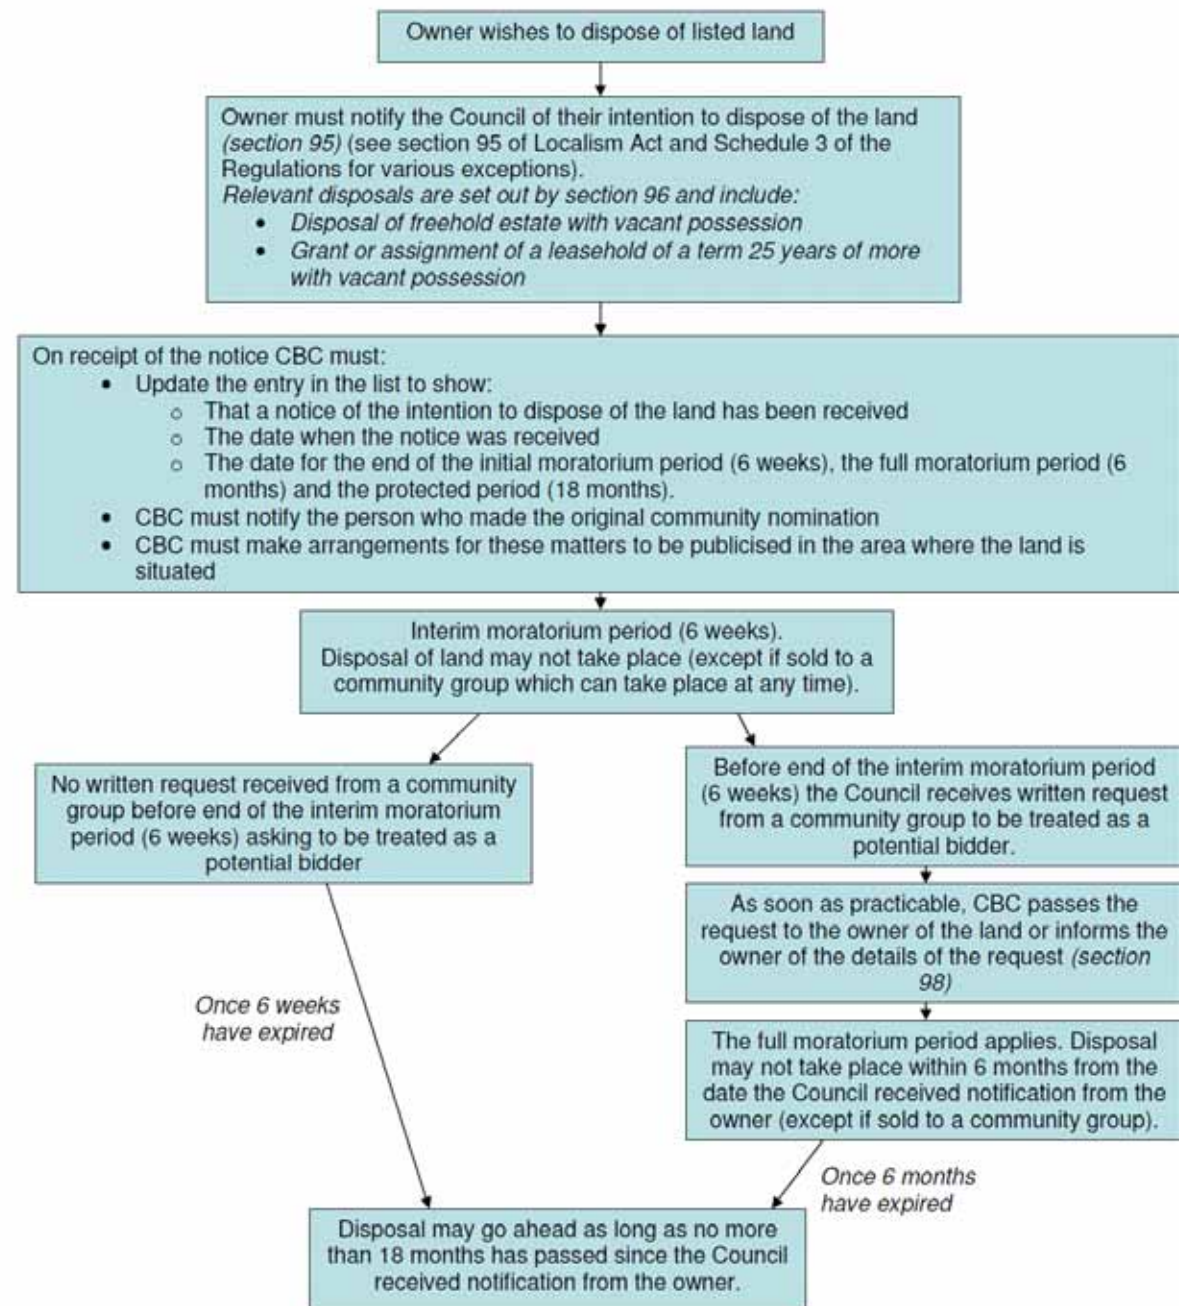 Owner wishes to dispose of listed land
Owner must notify the Council of their intention to dispose of the land
(section 95) (see section 95 of Localism Act and Schedule 3 of the
Regulations for various exceptions).
Relevant disposals are set out by section 96 and include:
• Disposal of freehold estate with vacant possession
• Grant or assignment of a leasehold of a term 25 years of more
with vacant possession
On receipt of the notice CBC must:
• Update the entry in the list to show:
o That a notice of the intention to dispose of the land has been received
o The date when the notice was received
o The date for the end of the initial moratorium period (6 weeks), the full moratorium period (6
months) and the protected period (18 months).
• CBC must notify the person who made the original community nomination
• CBC must make arrangements for these matters to be publicised in the area where the land is
situated
Interim moratorium period (6 weeks).
Disposal of land may not take place (except if sold to a
community group which can take place at any time).
No written request received from a community
group before end of the interim moratorium
period (6 weeks) asking to be treated as a
potential bidder
Before end of the interim moratorium period
(6 weeks) the Council receives written request
from a community group to be treated as a
potential bidder.
As soon as practicable, CBC passes the
request to the owner of the land or informs the
owner of the details of the request (section
98)
Once 6 weeks
have expired
The full moratorium period applies. Disposal
may not take place within 6 months from the
date the Council received notification from the
owner (except if sold to a community group).
Once 6 months
have expired
Disposal may go ahead as long as no more
than 18 months has passed since the Council
received notification from the owner.